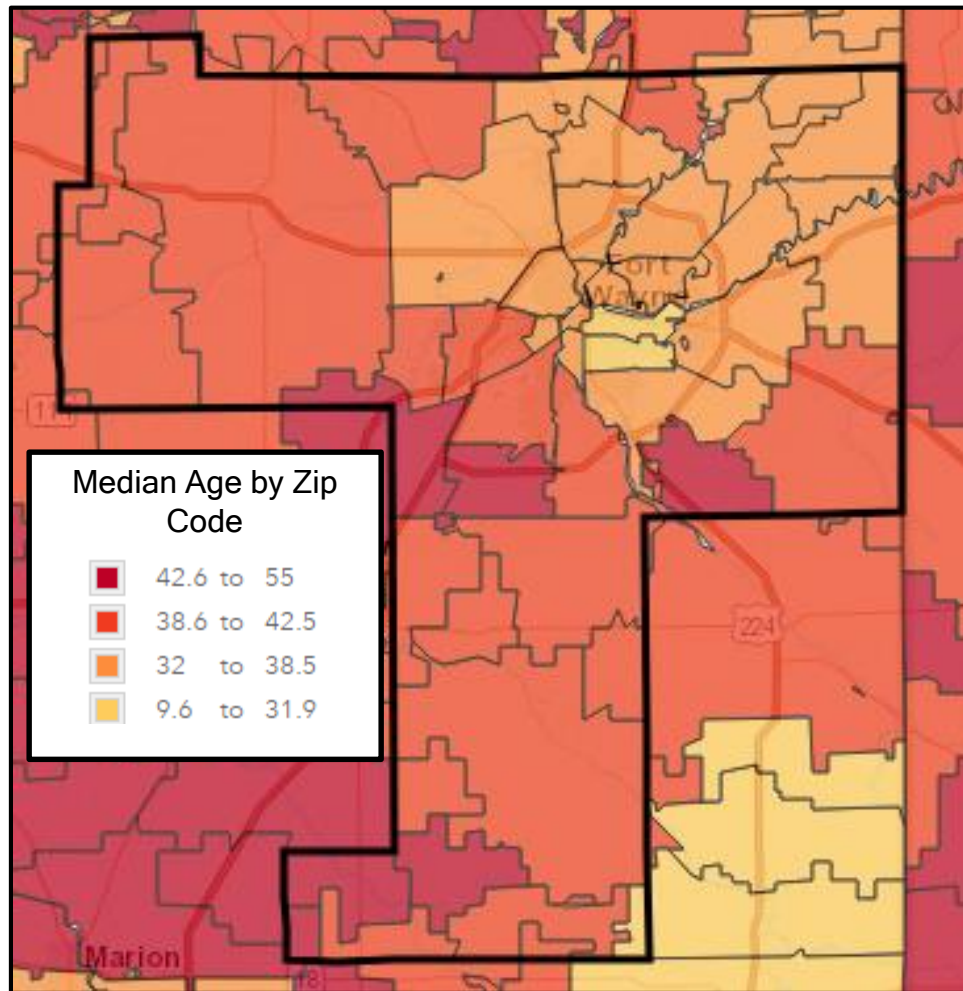 Fort
Wayne
Median Age by Zip
Code
42.6 to 55
38.6 to 42.5
32 to 38.5
9.6 to 31.9
224
Marion
18